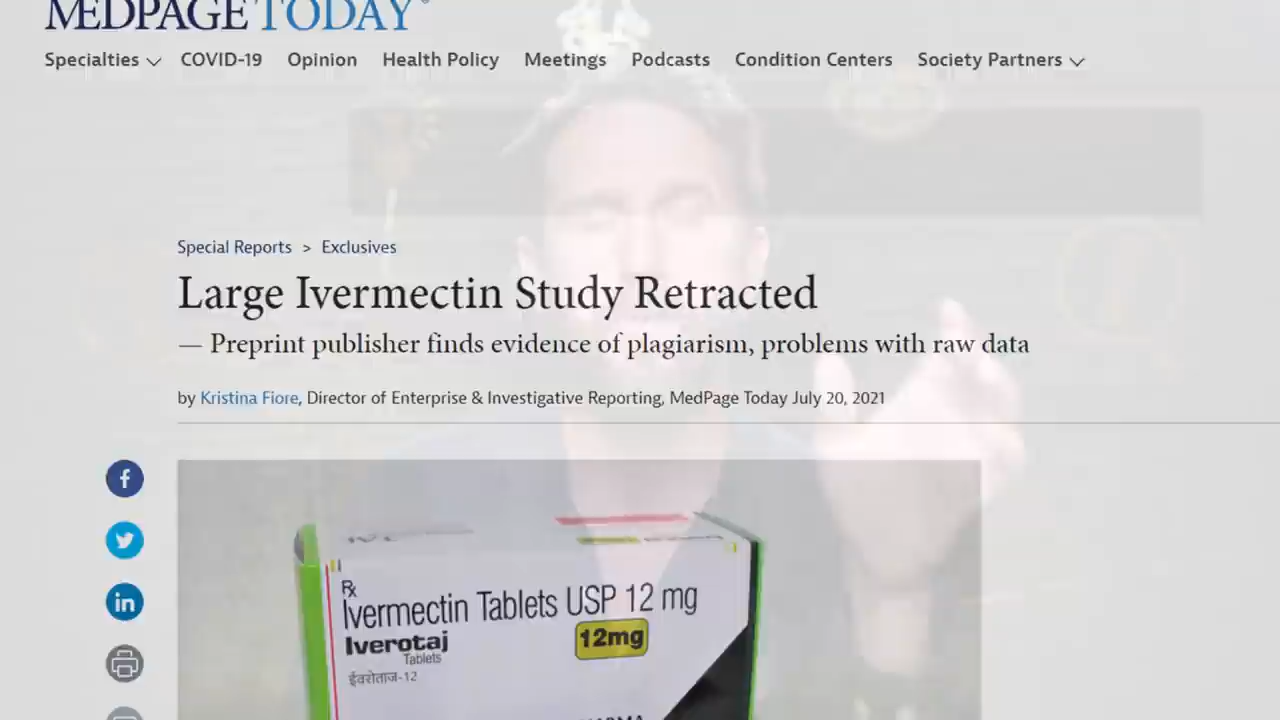 MEDPAGE TODAY
Specialties COVID-19 Opinion Health Policy Meetings Podcasts Condition Centers Society Partners
Special Reports > Exclusives
Large Ivermectin Study Retracted
— Preprint publisher finds evidence of plagiarism, problems with raw data
by Kristina Fiore, Director of Enterprise & Investigative Reporting, MedPage Today July 20, 2021
Rx
Ivermectin Tablets USP 12 mg
Iverotaj
12mg
Tablets
ईवरोताज-12